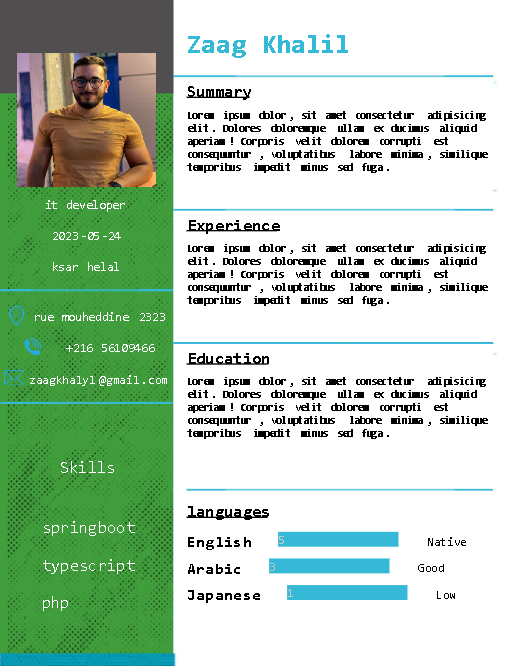 Zaag Khalil
it developer
2023-05-24
ksar helal
rue mouheddine 2323
+216 56109466
zaagkhalyl@gmail.com
Skills
springboot
typescript
php
Summary
Lorem ipsum dolor, sit amet consectetur adipisicing
elit. Dolores doloremque ullam ex ducimus aliquid
aperiam! Corporis velit dolorem corrupti est
consequuntur, voluptatibus labore minima, similique
temporibus impedit minus sed fuga.
Experience
Lorem ipsum dolor, sit amet consectetur adipisicing
elit. Dolores doloremque ullam ex ducimus aliquid
aperiam! Corporis velit dolorem corrupti est
consequuntur, voluptatibus labore minima, similique
temporibus impedit minus sed fuga.
Education
Lorem ipsum dolor, sit amet consectetur adipisicing
elit. Dolores doloremque ullam ex ducimus aliquid
aperiam! Corporis velit dolorem corrupti est
consequuntur, voluptatibus labore minima, similique
temporibus impedit minus sed fuga.
languages
English 5 Native
Arabic 3 Good
Japanese 1 Low